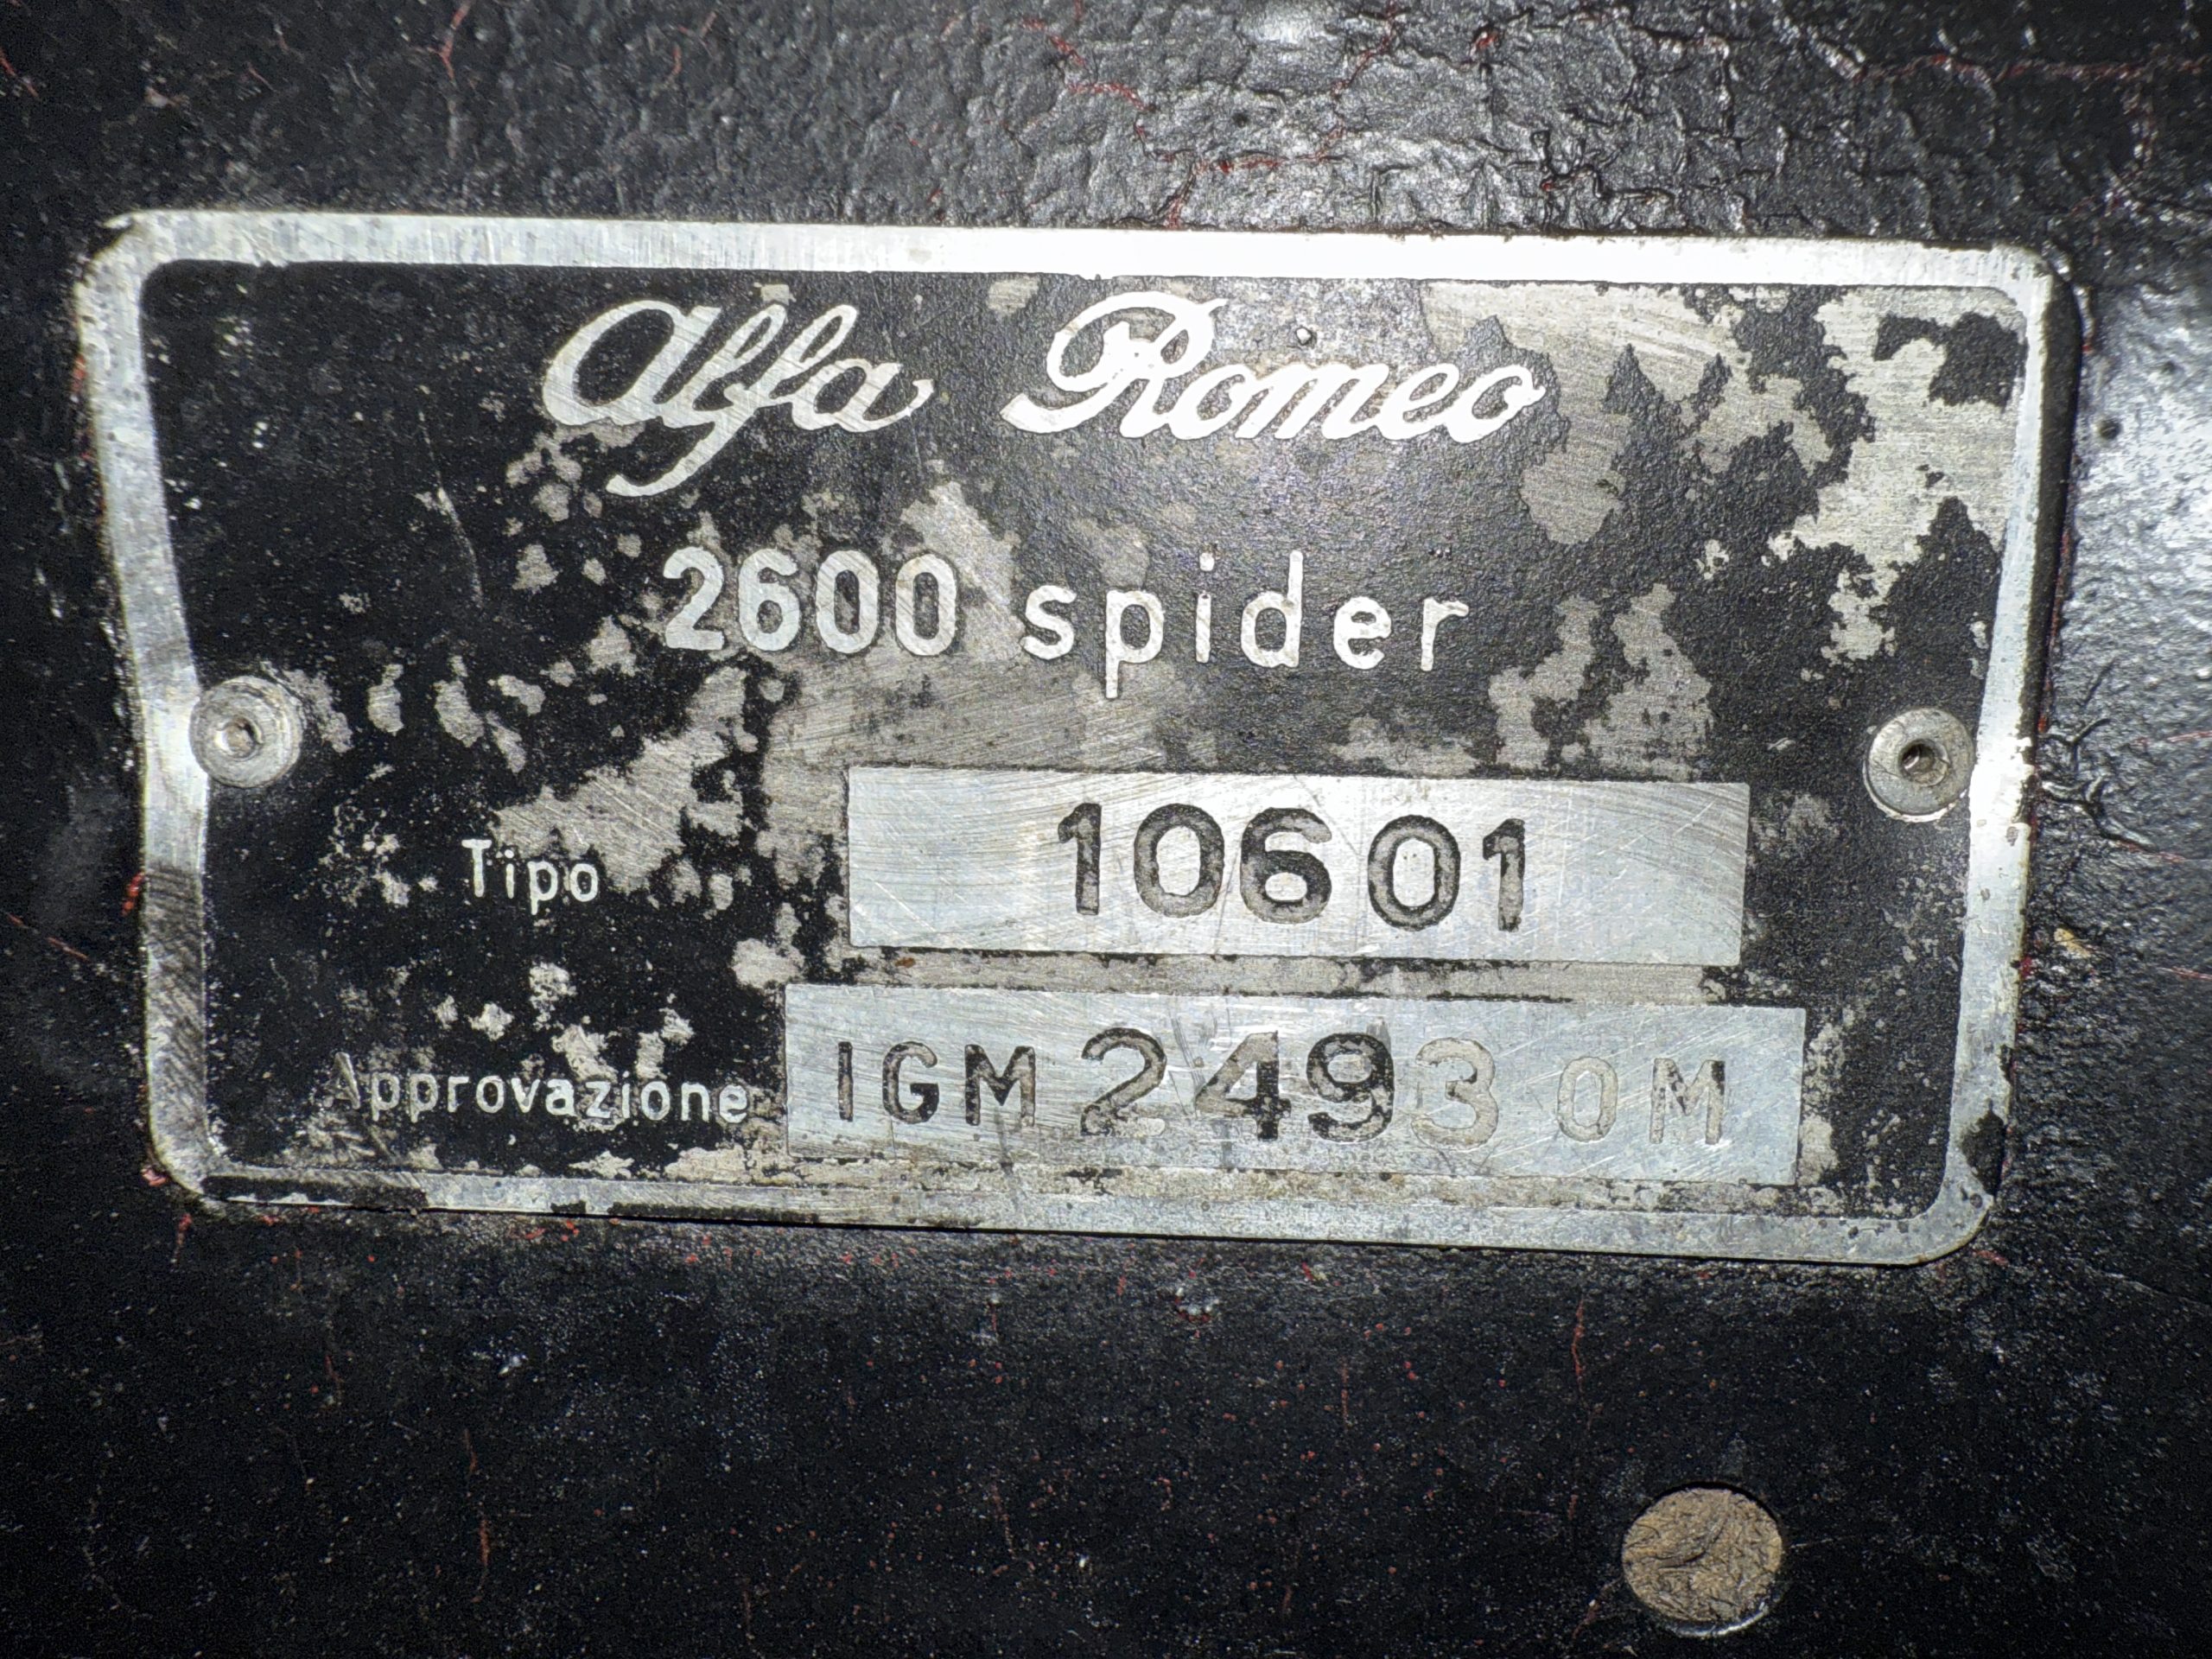 Alfa Romeo
2600 spider
Tipo 10601
Approvazione IGM 2493 OM